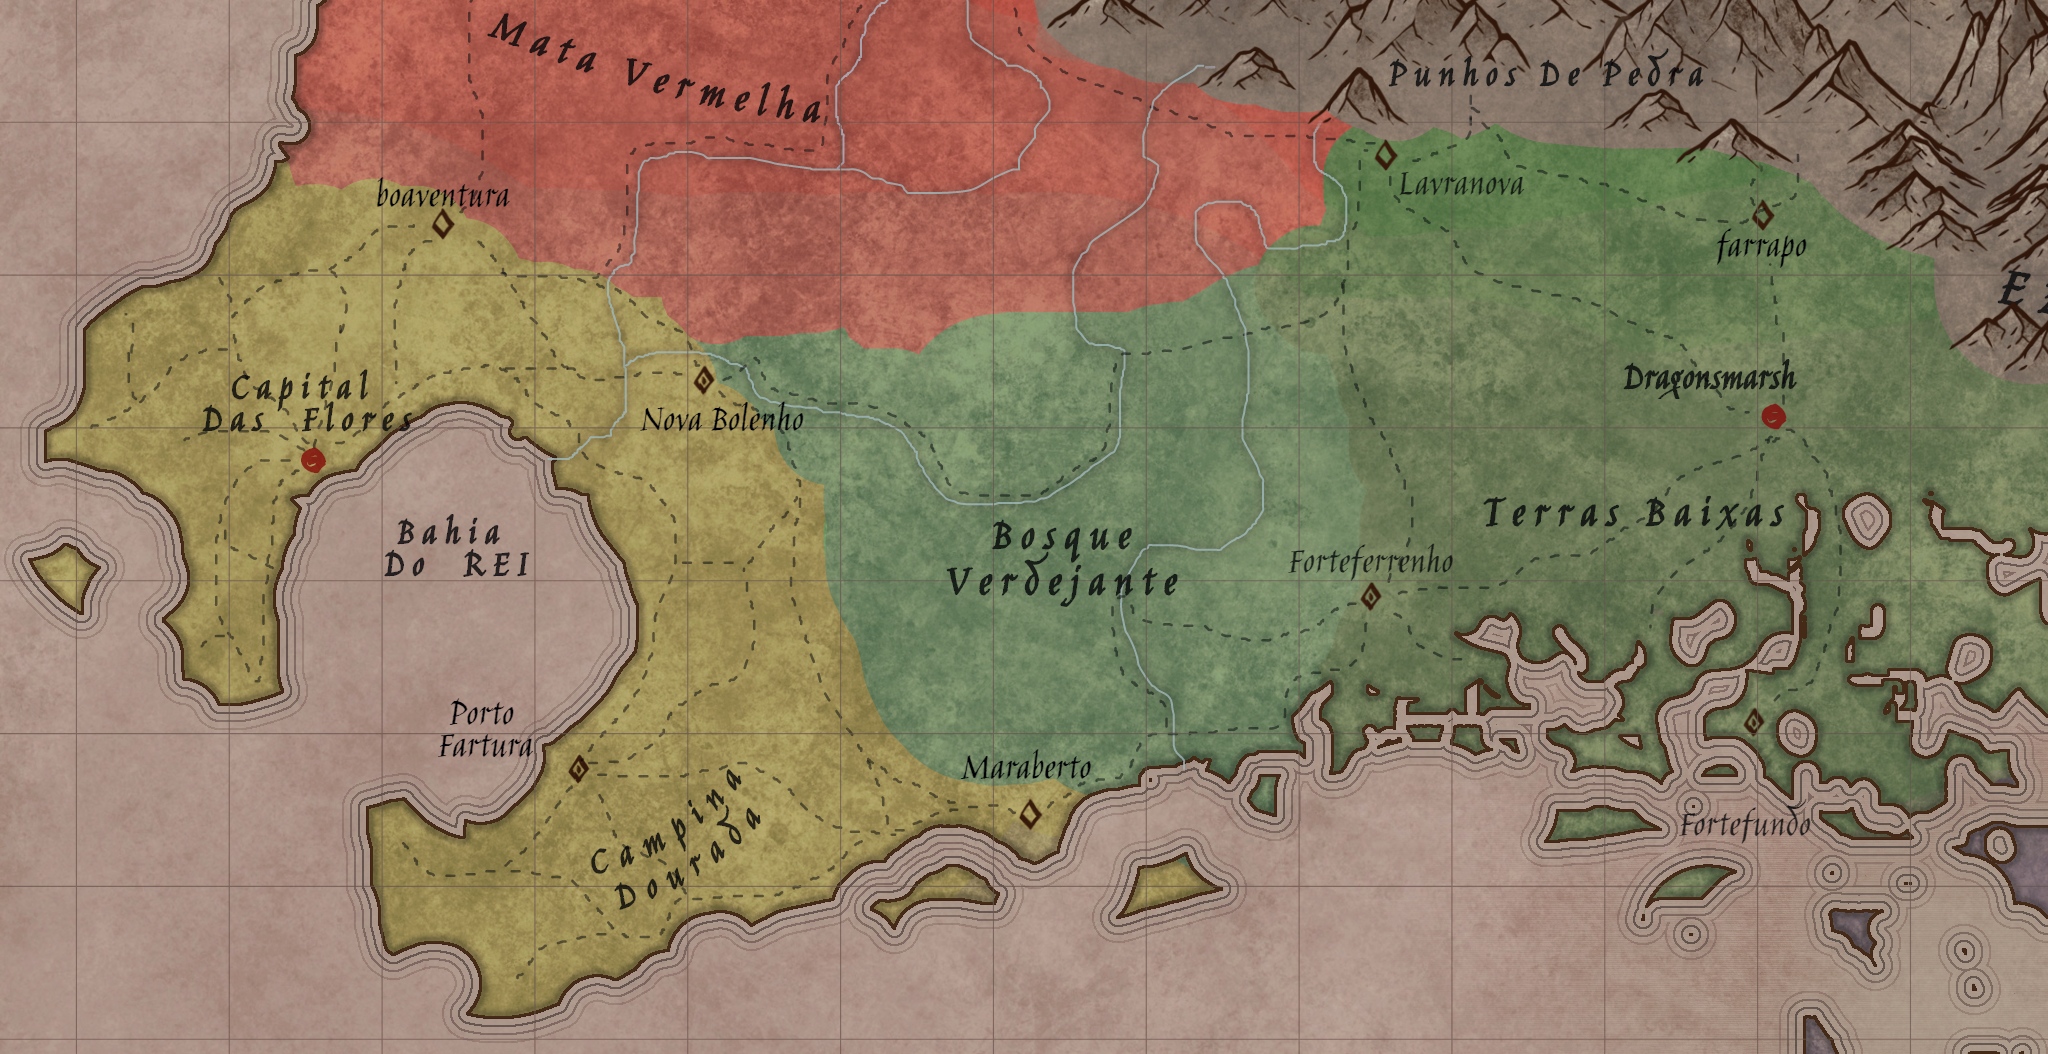 Mata Vermelha
Punhos De Pedra
boaventura
Lavranova
farrapo
Capital
Das Flores
Nova Bolenho
Dragonsmarsh
Bahia
Do REI
Bosque
Verdejante
Terras Baixas
Forteferrenho
Porto
Fartura
Maraberto
Campina
Dourada
Fortefundo